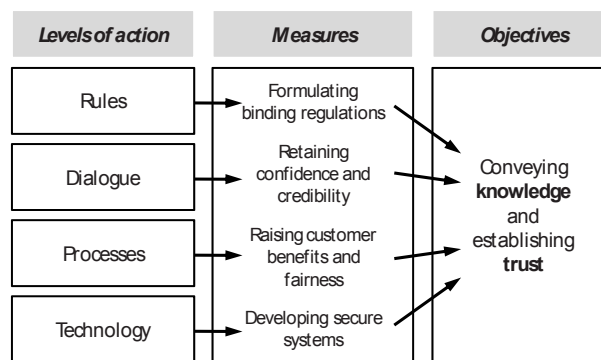 Levels of action
Measures
Objectives
Rules
Formulating
binding regulations
Dialogue
Retaining
confidence and
credibility
Processes
Raising customer
benefits and
fairness
Technology
Developing secure
systems
Conveying
knowledge
and
establishing
trust